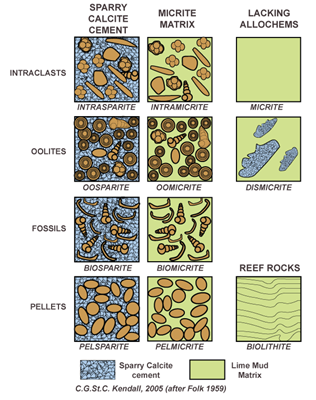 SPARRY
CALCITE
CEMENT
MICRITE
MATRIX
LACKING
ALLOCHEMS
INTRACLASTS
INTRASPARITE
INTRAMICRITE
MICRITE
OOLITES
OOSPARITE
OOMICRITE
DISMICRITE
FOSSILS
BIOSPARITE
BIOMICRITE
REEF ROCKS
PELLETS
PELSPARITE
PELMICRITE
BIOLITHITE
Sparry Calcite
cement
Lime Mud
Matrix
C.G.St.C. Kendall, 2005 (after Folk 1959)